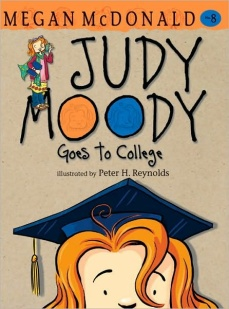 MEGAN McDONALD
#8
JUDY
MOODY
Goes to College
illustrated by Peter H. Reynolds